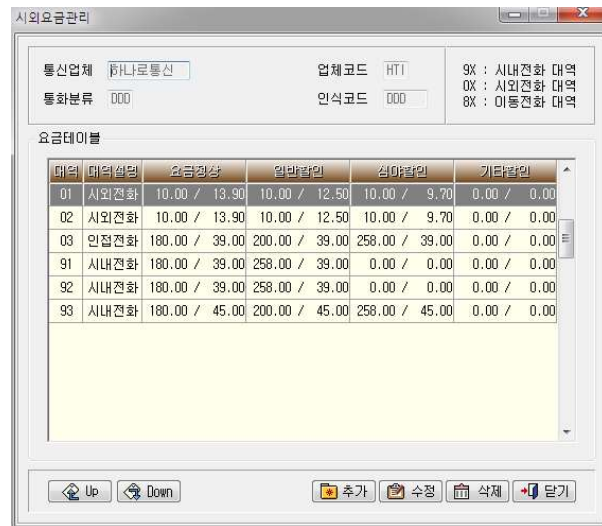 시외요금관리
통신업체 하나로통신 업체코드 HTI 9X : 시내전화 대역
0X : 시외전화 대역
통화분류 DDD 인식코드 DDD 8X : 이동전화 대역
요금테이블
대역 대역설명 요금정상 일반할인 심야할인 기타할인
01 시외전화 10.00 / 13.90 10.00 / 12.50 10.00 / 9.70 0.00 / 0.00
02 시외전화 10.00 / 13.90 10.00 / 12.50 10.00 / 9.70 0.00 / 0.00
03 인접전화 180.00 / 39.00 200.00 / 39.00 258.00 / 39.00 0.00 / 0.00
91 시내전화 180.00 / 39.00 258.00 / 39.00 0.00 / 0.00 0.00 / 0.00
92 시내전화 180.00 / 39.00 258.00 / 39.00 0.00 / 0.00 0.00 / 0.00
93 시내전화 180.00 / 45.00 200.00 / 45.00 258.00 / 45.00 0.00 / 0.00
Up Down 추가 수정 삭제 닫기